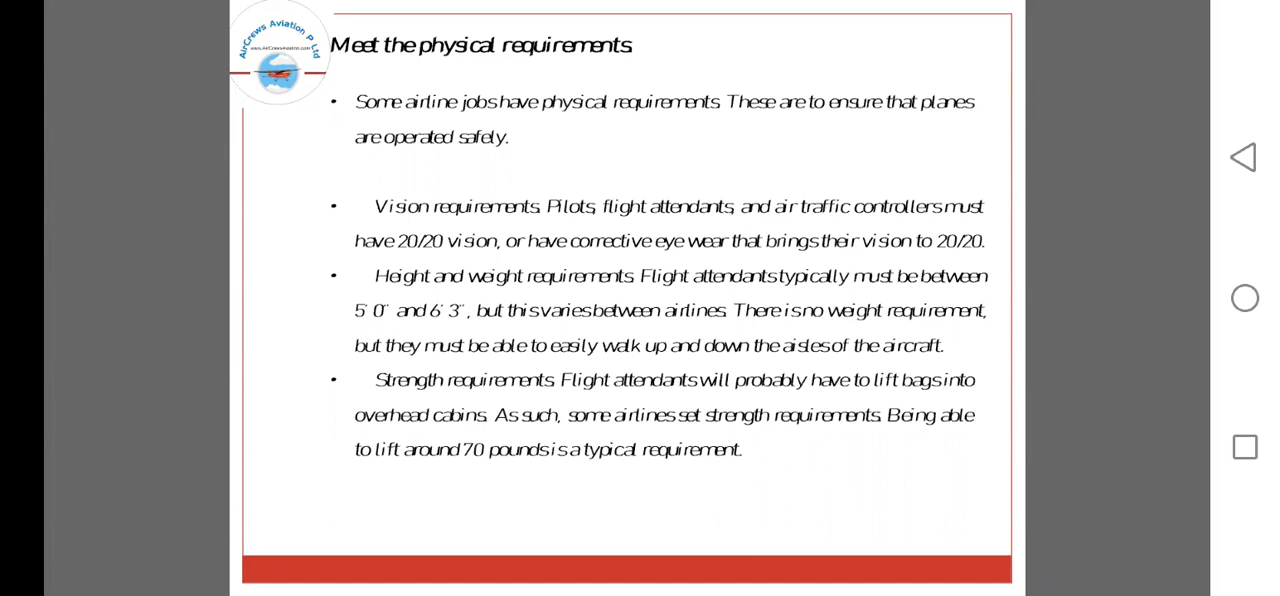 AirCrews Aviation P Ltd
www.AirCrewsAviation.com
Meet the physical requirements.
• Some airline jobs have physical requirements. These are to ensure that planes
are operated safely.
• Vision requirements. Pilots, flight attendants, and air traffic controllers must
have 20/20 vision, or have corrective eye wear that brings their vision to 20/20.
• Height and weight requirements. Flight attendants typically must be between
5' 0" and 6' 3", but this varies between airlines. There is no weight requirement,
but they must be able to easily walk up and down the aisles of the aircraft.
• Strength requirements. Flight attendants will probably have to lift bags into
overhead cabins. As such, some airlines set strength requirements. Being able
to lift around 70 pounds is a typical requirement.